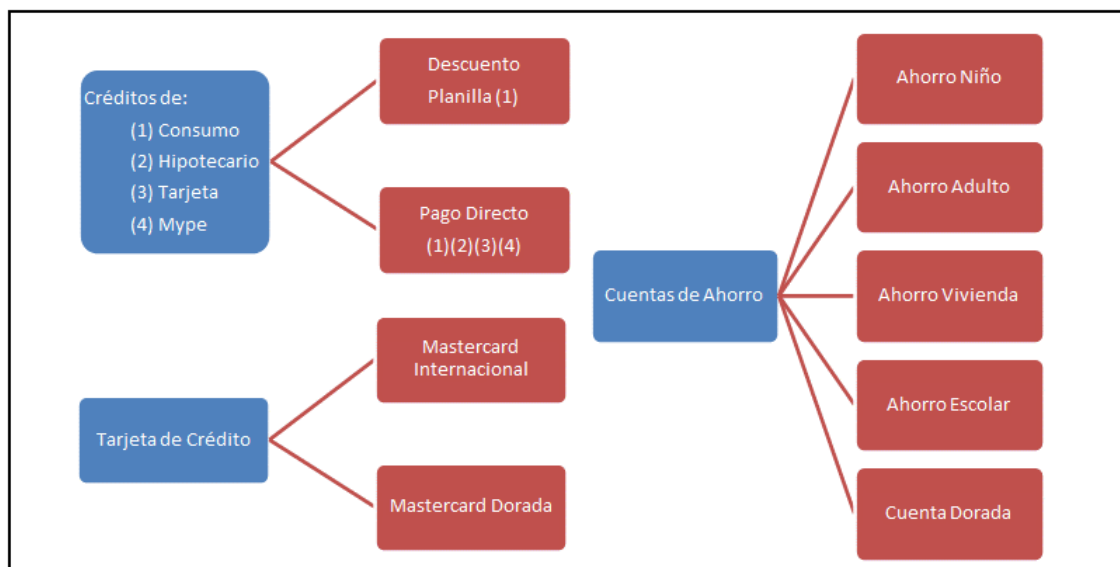 Créditos de:
(1) Consumo
(2) Hipotecario
(3) Tarjeta
(4) Mype
Descuento
Planilla (1)
Pago Directo
(1)(2)(3)(4)
Tarjeta de Crédito
Mastercard
Internacional
Mastercard Dorada
Cuentas de Ahorro
Ahorro Niño
Ahorro Adulto
Ahorro Vivienda
Ahorro Escolar
Cuenta Dorada